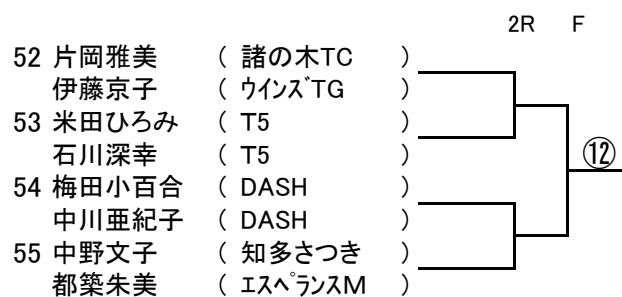 2R F
52 片岡雅美 ( 諸の木TC )
伊藤京子 ( ｳｲﾝｽﾞTG )
53 米田ひろみ ( T5 )
石川深幸 ( T5 )
⑫
54 梅田小百合 ( DASH )
中川亜紀子 ( DASH )
55 中野文子 ( 知多さつき )
都築朱美 ( ｴｽﾍﾟﾗﾝｽM )